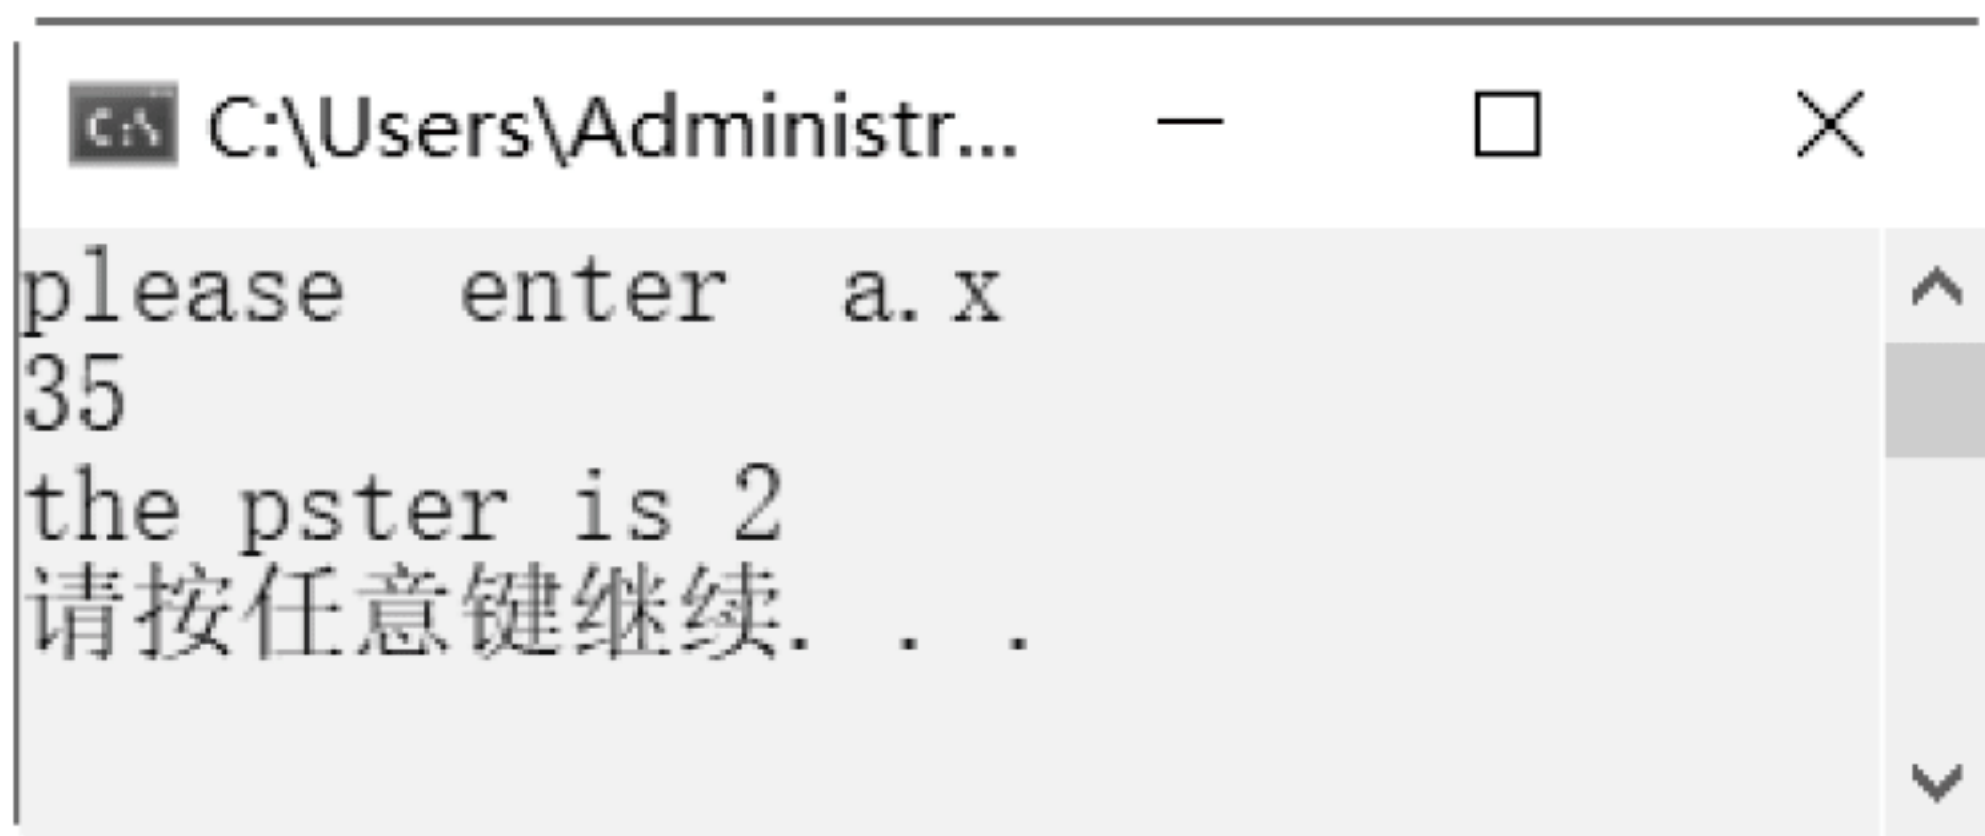 C:\Users\Administr...
please  enter  a.x
35
the pster is 2
请按任意键继续. . .